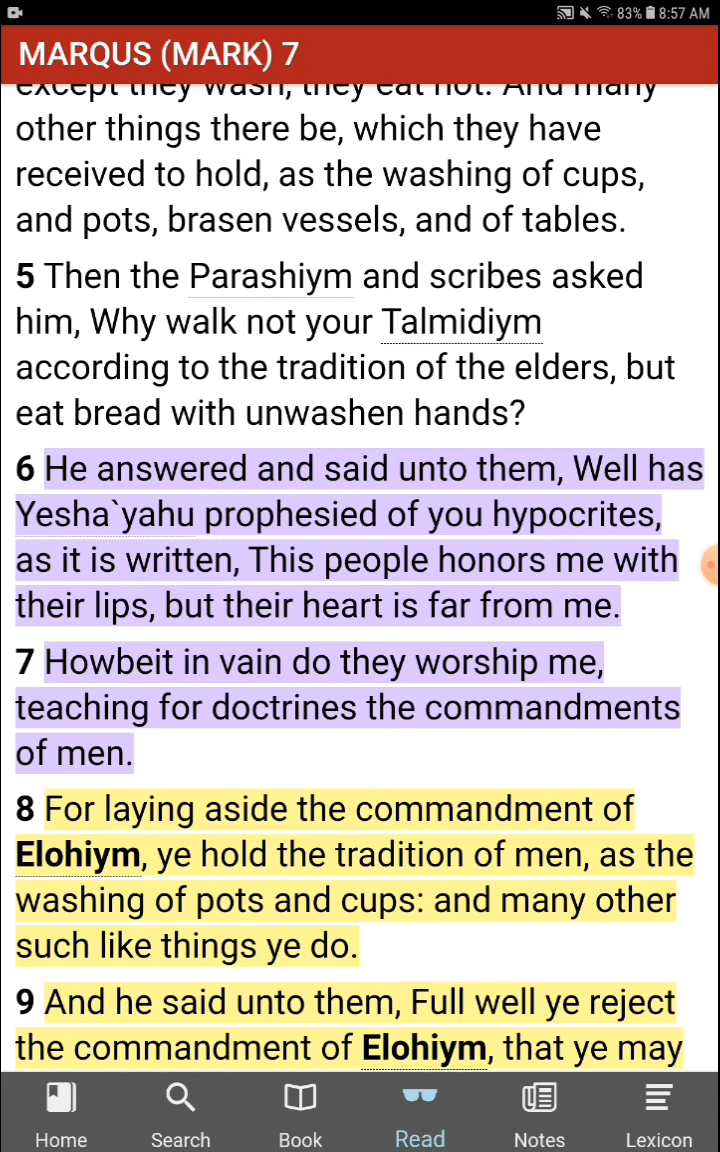 83% 8:57 AM
MARQUS (MARK) 7
except they wash, they eat not. And many
other things there be, which they have
received to hold, as the washing of cups,
and pots, brasen vessels, and of tables.
5 Then the Parashiym and scribes asked
him, Why walk not your Talmidiym
according to the tradition of the elders, but
eat bread with unwashen hands?
6 He answered and said unto them, Well has
Yesha`yahu prophesied of you hypocrites,
as it is written, This people honors me with
their lips, but their heart is far from me.
7 Howbeit in vain do they worship me,
teaching for doctrines the commandments
of men.
8 For laying aside the commandment of
Elohiym, ye hold the tradition of men, as the
washing of pots and cups: and many other
such like things ye do.
9 And he said unto them, Full well ye reject
the commandment of Elohiym, that ye may
Home Search Book Read Notes Lexicon